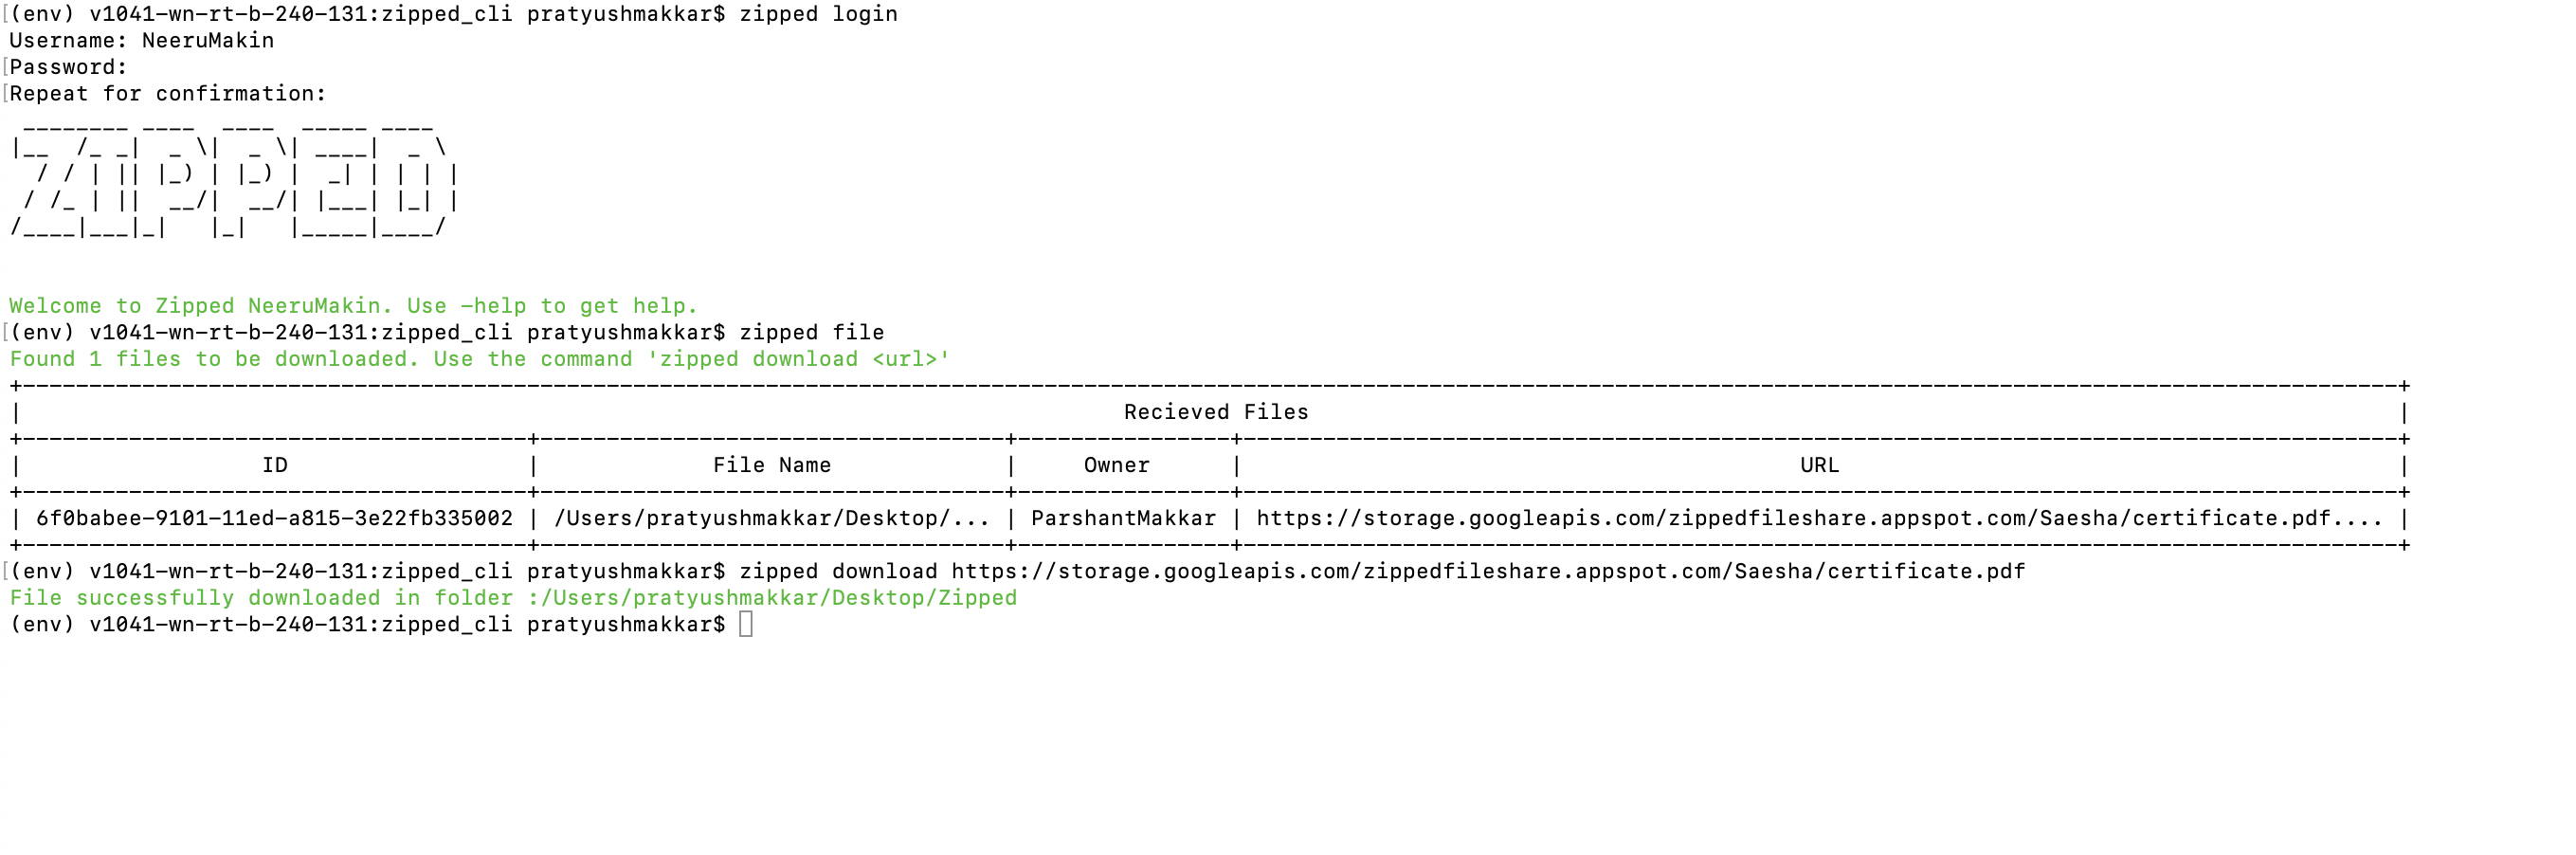 [(env) v1041-wn-rt-b-240-131:zipped_cli pratyushmakkar$ zipped login
Username: NeeruMakin
[Password:
[Repeat for confirmation:
 ________ ____  ____  _____ ____
|__  /_ _|  _ \|  _ \| ____|  _ \
  / / | || |_) | |_) |  _| | | | |
 / /_ | ||  __/|  __/| |___| |_| |
/____|___|_|   |_|   |_____|____/
Welcome to Zipped NeeruMakin. Use -help to get help.
[(env) v1041-wn-rt-b-240-131:zipped_cli pratyushmakkar$ zipped file
Found 1 files to be downloaded. Use the command 'zipped download <url>'
| Recieved Files |
| ID | File Name | Owner | URL |
| 6f0babee-9101-11ed-a815-3e22fb335002 | /Users/pratyushmakkar/Desktop/... | ParshantMakkar | https://storage.googleapis.com/zippedfileshare.appspot.com/Saesha/certificate.pdf.... |
[(env) v1041-wn-rt-b-240-131:zipped_cli pratyushmakkar$ zipped download https://storage.googleapis.com/zippedfileshare.appspot.com/Saesha/certificate.pdf
File successfully downloaded in folder :/Users/pratyushmakkar/Desktop/Zipped
(env) v1041-wn-rt-b-240-131:zipped_cli pratyushmakkar$